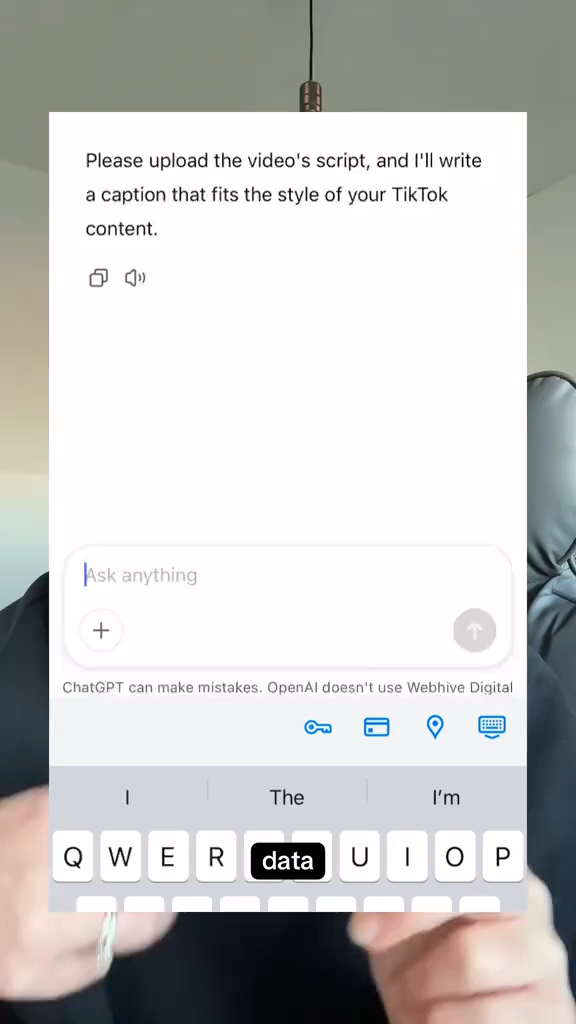 Please upload the video's script, and I'll write
a caption that fits the style of your TikTok
content.
Ask anything
ChatGPT can make mistakes. OpenAI doesn't use Webhive Digital
I The I'm
Q W E R U I O P
data